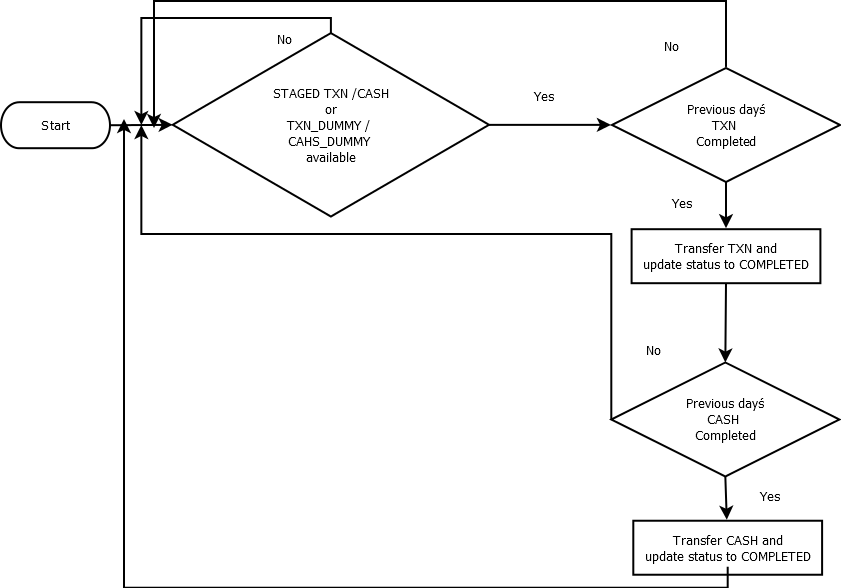 No
No
STAGED TXN /CASH
or
TXN_DUMMY /
CAHS_DUMMY
available
Start
Yes
Previous dayś
TXN
Completed
Yes
Transfer TXN and
update status to COMPLETED
No
Previous dayś
CASH
Completed
Yes
Transfer CASH and
update status to COMPLETED